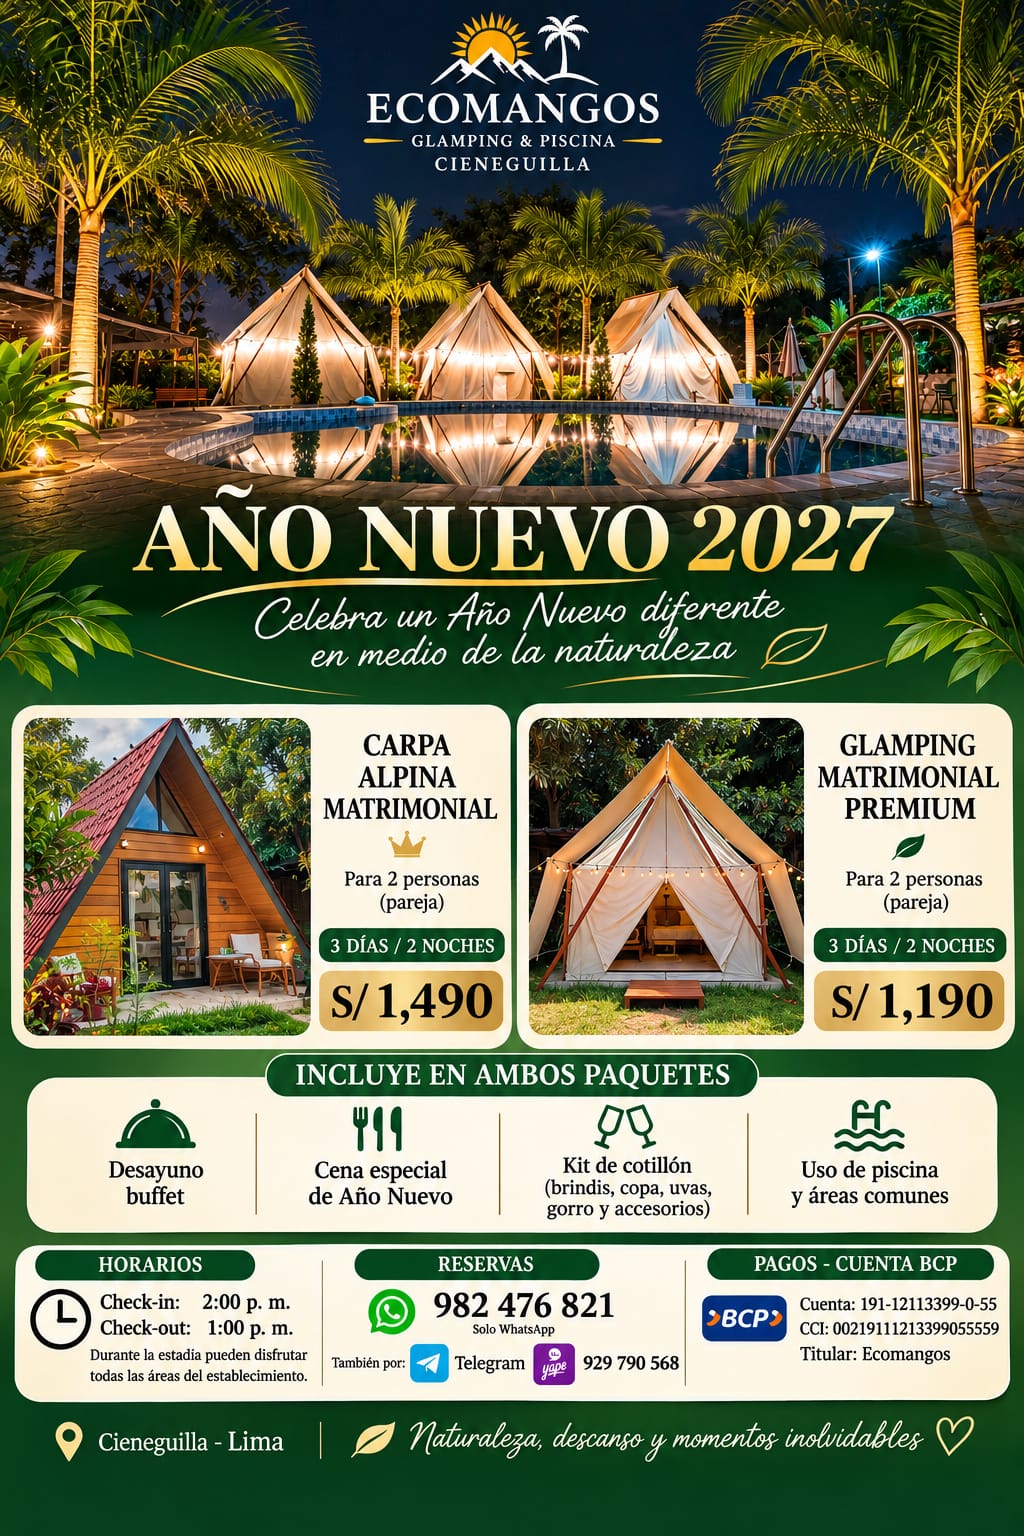 ECOMANGOS
GLAMPING & PISCINA
CIENEGUILLA
AÑO NUEVO 2027
Celebra un Año Nuevo diferente
en medio de la naturaleza
CARPA
ALPINA
MATRIMONIAL
Para 2 personas
(pareja)
3 DÍAS / 2 NOCHES
S/ 1,490
GLAMPING
MATRIMONIAL
PREMIUM
Para 2 personas
(pareja)
3 DÍAS / 2 NOCHES
S/ 1,190
INCLUYE EN AMBOS PAQUETES
Desayuno
buffet
Cena especial
de Año Nuevo
Kit de cotillón
(brindis, copa, uvas,
gorro y accesorios)
Uso de piscina
y áreas comunes
HORARIOS
Check-in: 2:00 p. m.
Check-out: 1:00 p. m.
Durante la estadía pueden disfrutar
todas las áreas del establecimiento.
RESERVAS
982 476 821
Solo WhatsApp
También por: Telegram yape 929 790 568
PAGOS - CUENTA BCP
BCP
Cuenta: 191-12113399-0-55
CCI: 00219111213399055559
Titular: Ecomangos
Cieneguilla - Lima
Naturaleza, descanso y momentos inolvidables